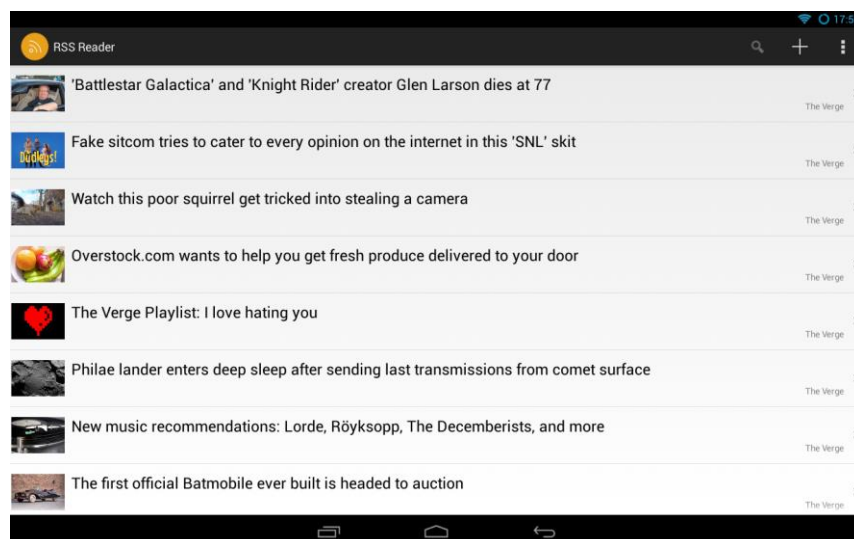 17:5
RSS Reader
'Battlestar Galactica' and 'Knight Rider' creator Glen Larson dies at 77
The Verge
Dudleys!
Fake sitcom tries to cater to every opinion on the internet in this 'SNL' skit
The Verge
Watch this poor squirrel get tricked into stealing a camera
The Verge
Overstock.com wants to help you get fresh produce delivered to your door
The Verge
The Verge Playlist: I love hating you
The Verge
Philae lander enters deep sleep after sending last transmissions from comet surface
The Verge
New music recommendations: Lorde, Röyksopp, The Decemberists, and more
The Verge
The first official Batmobile ever built is headed to auction
The Verge